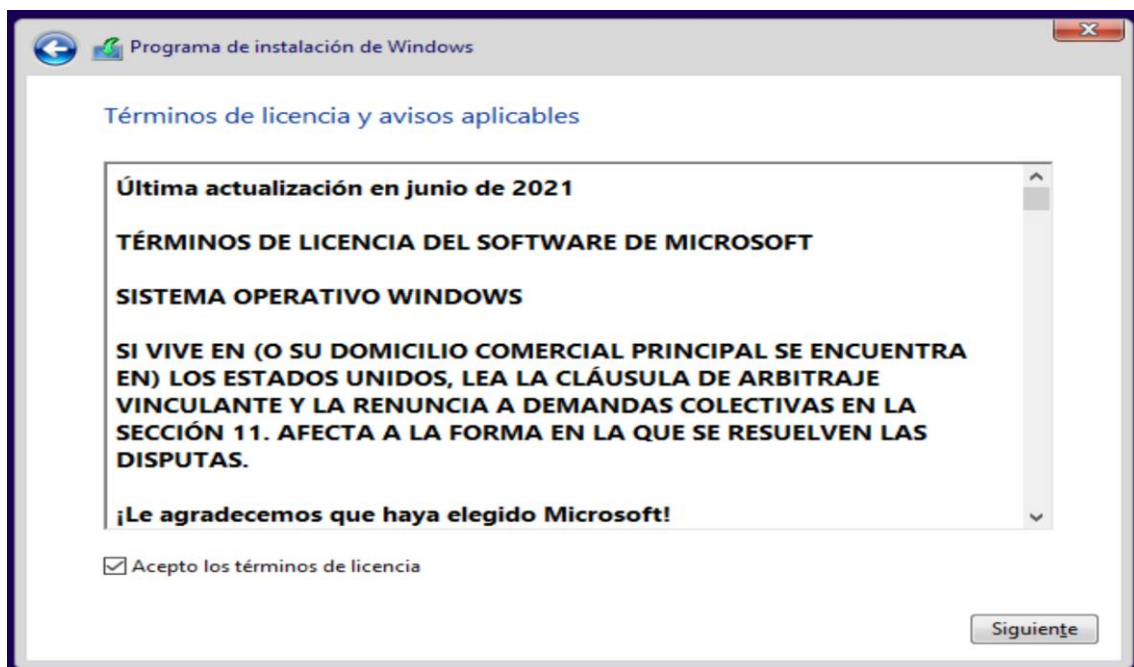 Programa de instalación de Windows
Términos de licencia y avisos aplicables
Última actualización en junio de 2021
TÉRMINOS DE LICENCIA DEL SOFTWARE DE MICROSOFT
SISTEMA OPERATIVO WINDOWS
SI VIVE EN (O SU DOMICILIO COMERCIAL PRINCIPAL SE ENCUENTRA
EN) LOS ESTADOS UNIDOS, LEA LA CLÁUSULA DE ARBITRAJE
VINCULANTE Y LA RENUNCIA A DEMANDAS COLECTIVAS EN LA
SECCIÓN 11. AFECTA A LA FORMA EN LA QUE SE RESUELVEN LAS
DISPUTAS.
¡Le agradecemos que haya elegido Microsoft!
Acepto los términos de licencia
Siguiente